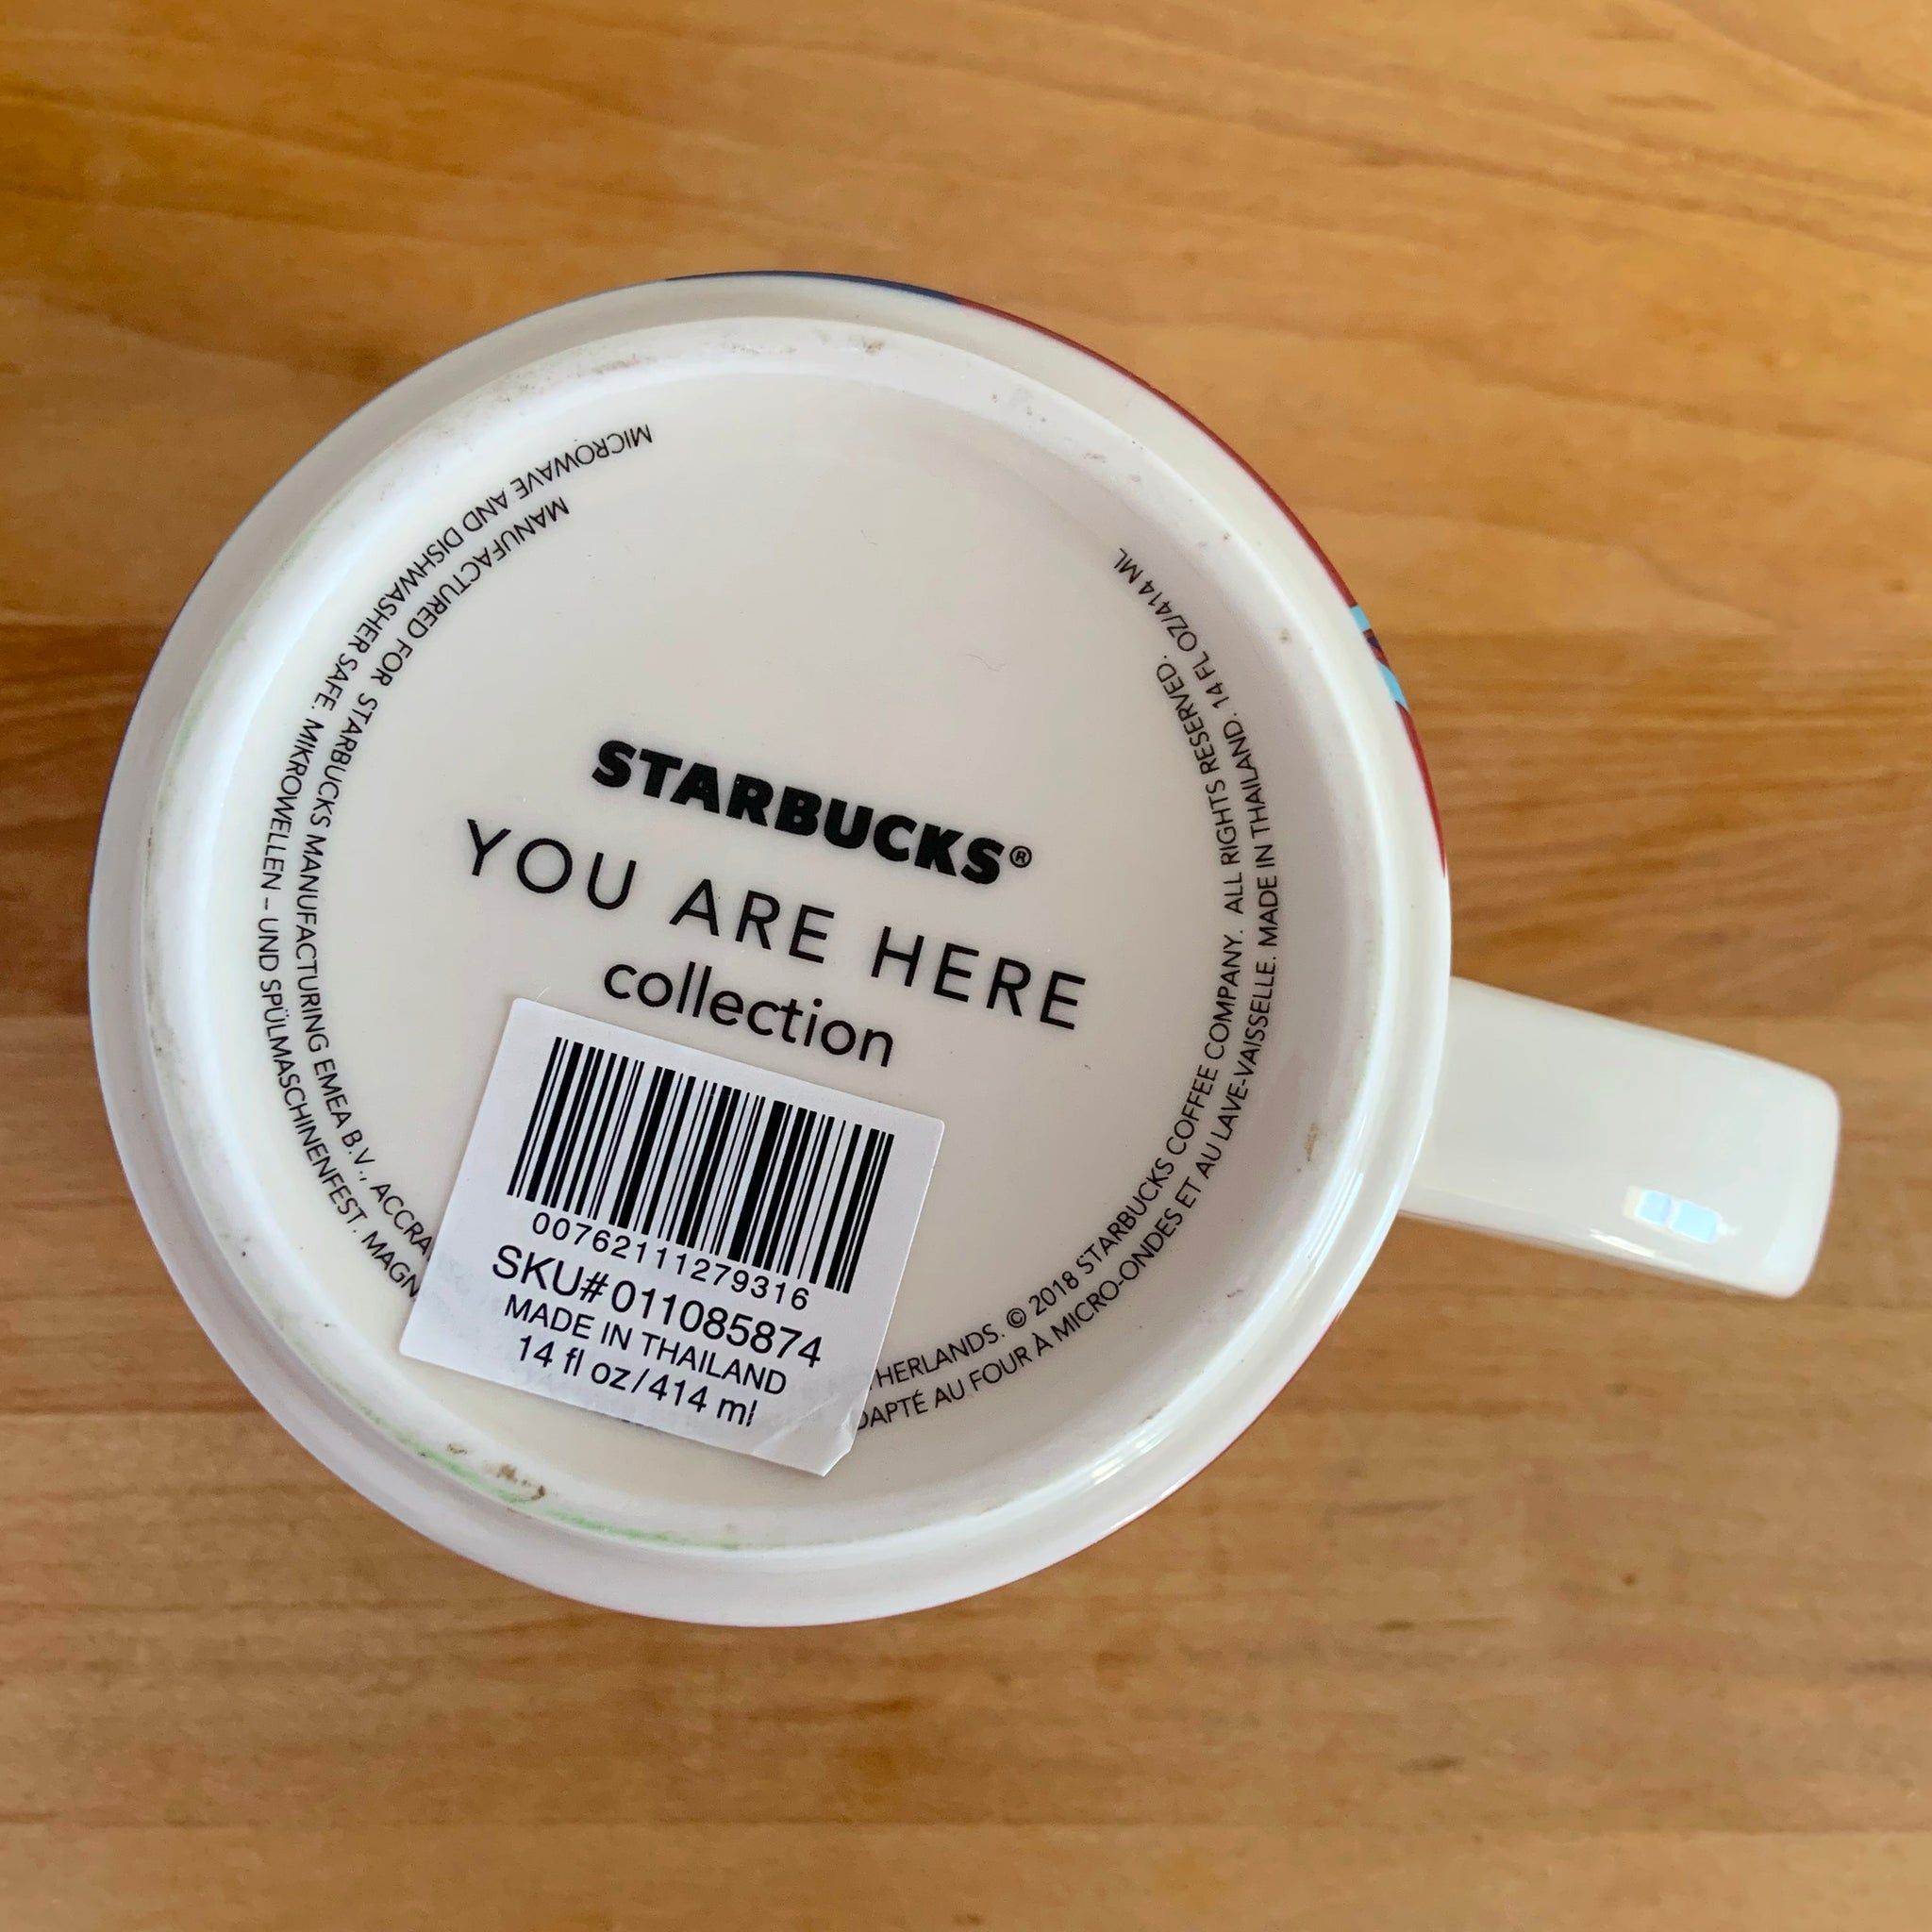 MICROWAVE AND DISHWASHER SAFE. MIKROWELLEN – UND SPÜLMASCHINENFEST. MAGN
DAPTÉ AU FOUR À MICRO-ONDES ET AU LAVE-VAISSELLE. MADE IN THAILAND. 14 FL OZ/414 ML
MANUFACTURED FOR STARBUCKS MANUFACTURING EMEA B.V., ACCRA
HERLANDS. © 2018 STARBUCKS COFFEE COMPANY. ALL RIGHTS RESERVED.
STARBUCKS®
YOU ARE HERE
collection
00762111279316
SKU# 011085874
MADE IN THAILAND
14 fl oz/414 ml